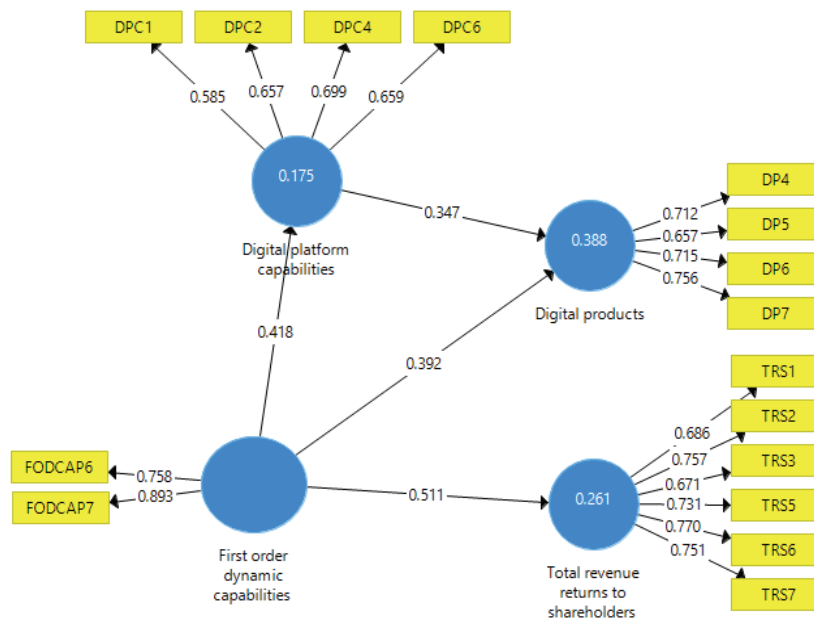 DPC1
DPC2
DPC4
DPC6
0.585
0.657
0.699
0.659
0.175
Digital platform
capabilities
0.347
0.418
0.392
0.388
Digital products
0.712
0.657
0.715
0.756
DP4
DP5
DP6
DP7
FODCAP6
FODCAP7
0.758
0.893
First order
dynamic
capabilities
0.511
0.261
Total revenue
returns to
shareholders
0.686
0.757
0.671
0.731
0.770
0.751
TRS1
TRS2
TRS3
TRS5
TRS6
TRS7